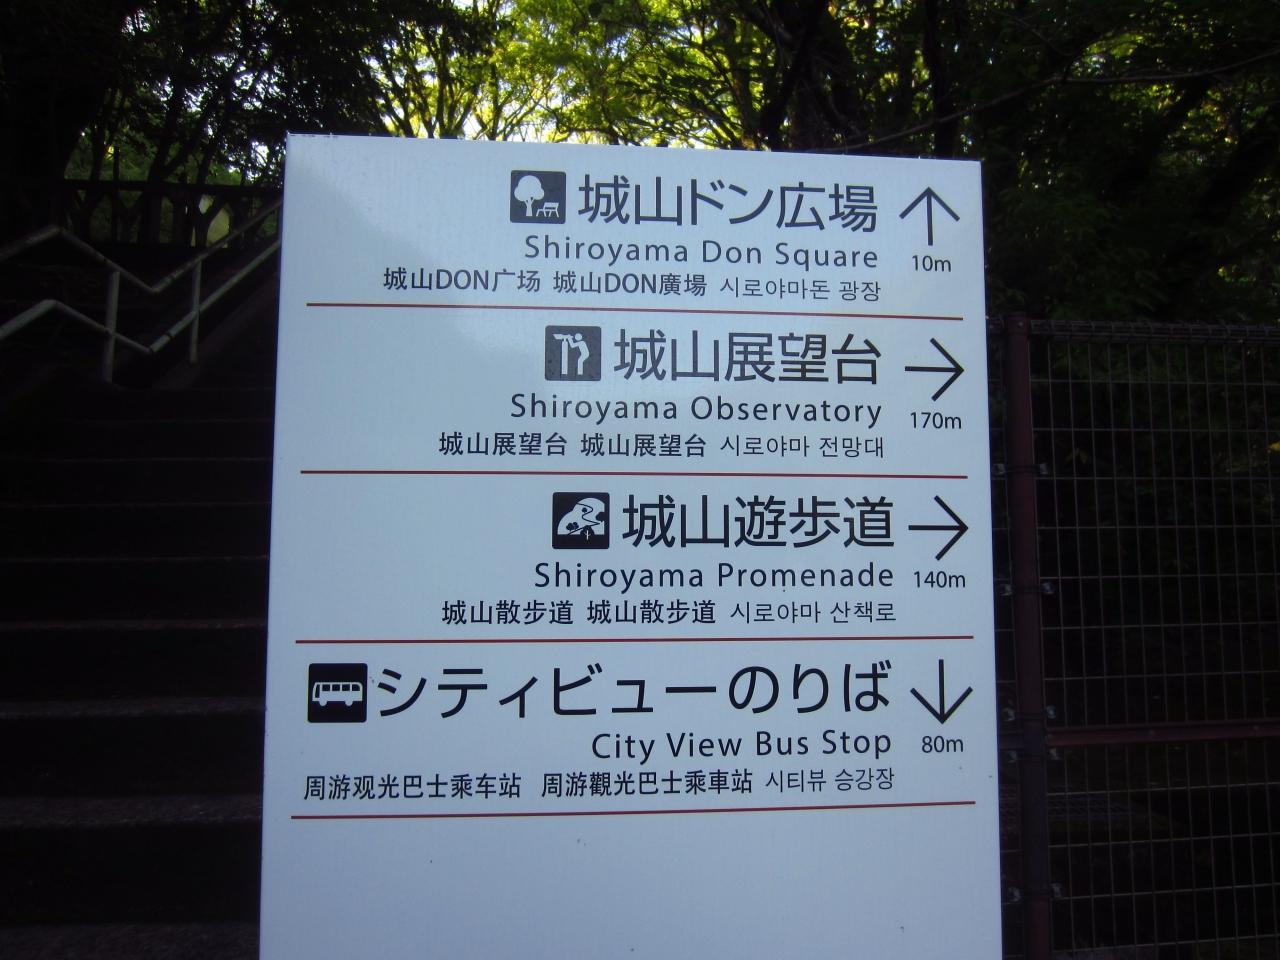 城山ドン広場
Shiroyama Don Square
10m
城山DON广场 城山DON廣場 시로야마돈 광장
城山展望台
Shiroyama Observatory
170m
城山展望台 城山展望台 시로야마 전망대
城山遊歩道
Shiroyama Promenade
140m
城山散步道 城山散步道 시로야마 산책로
シティビューのりば
City View Bus Stop
80m
周游观光巴士乘车站 周游觀光巴士乘車站 시티뷰 승강장